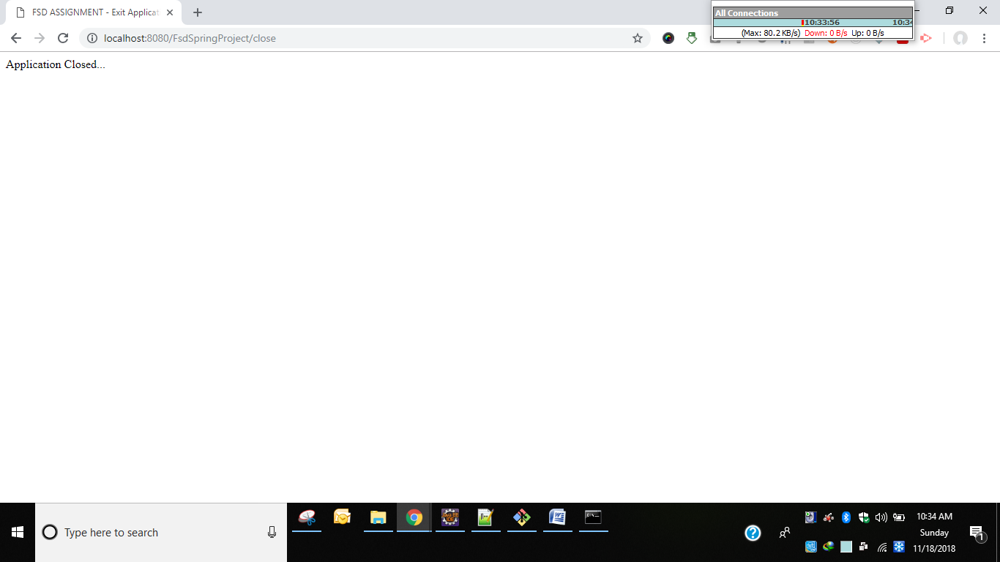 FSD ASSIGNMENT - Exit Applicat
All Connections
10:33:56 10:34
(Max: 80.2 KB/s) Down: 0 B/s Up: 0 B/s
localhost:8080/FsdSpringProject/close
Application Closed...
Type here to search
10:34 AM
Sunday
11/18/2018
1